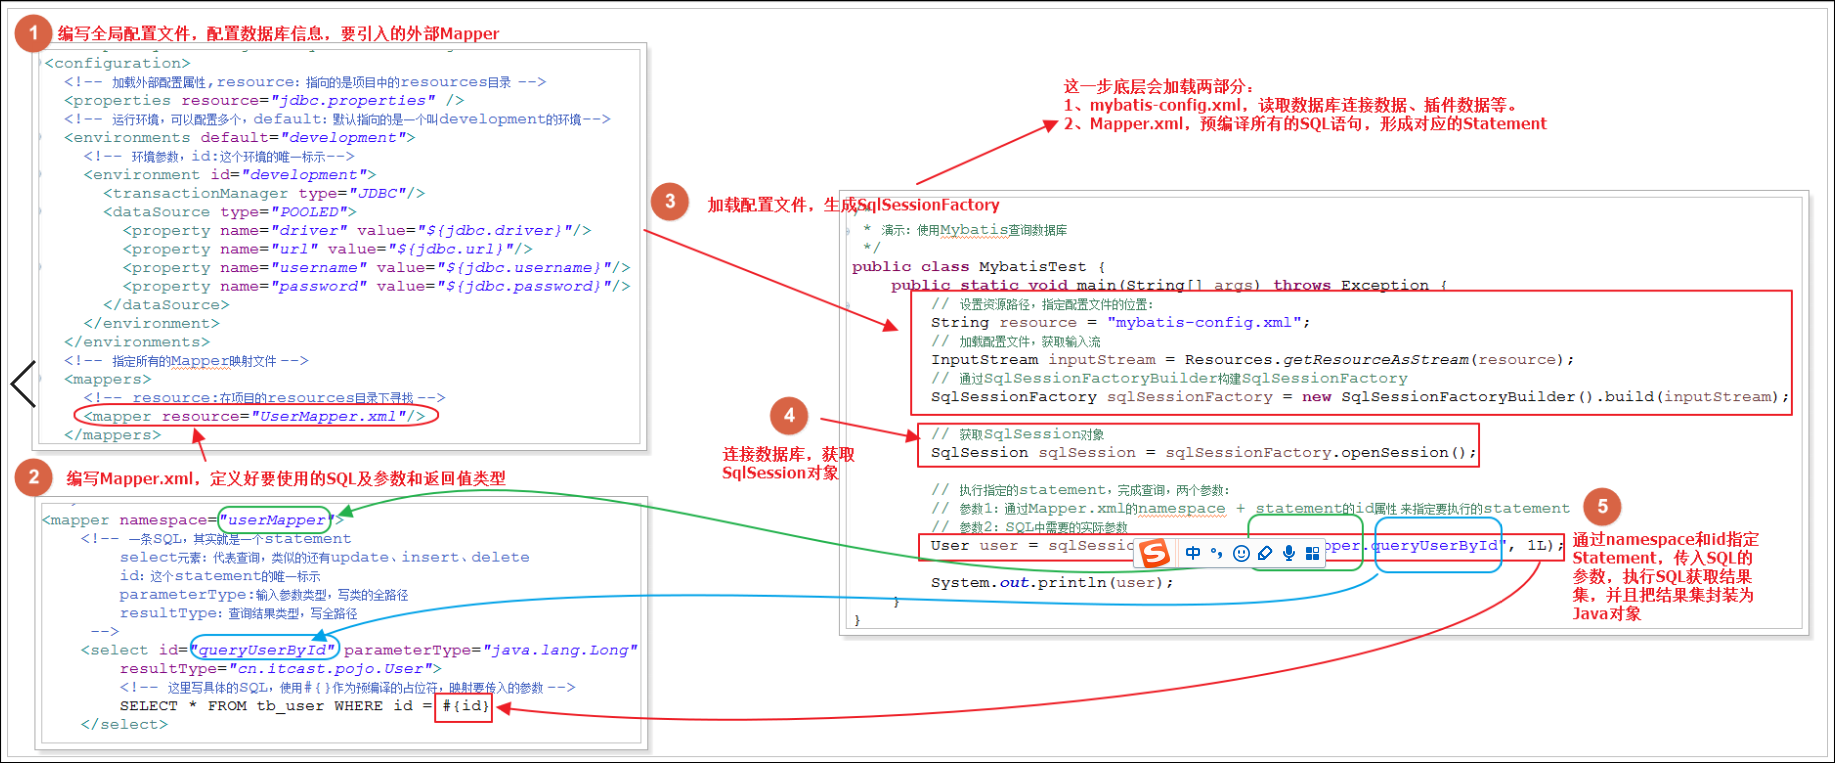 1 编写全局配置文件，配置数据库信息，要引入的外部Mapper
<configuration>
<!-- 加载外部配置属性,resource: 指向的是项目中的resources目录 -->
<properties resource="jdbc.properties" />
<!-- 运行环境，可以配置多个，default: 默认指向的是一个叫development的环境-->
<environments default="development">
<!-- 环境参数，id:这个环境的唯一标示-->
<environment id="development">
<transactionManager type="JDBC"/>
<dataSource type="POOLED">
<property name="driver" value="${jdbc.driver}"/>
<property name="url" value="${jdbc.url}"/>
<property name="username" value="${jdbc.username}"/>
<property name="password" value="${jdbc.password}"/>
</dataSource>
</environment>
</environments>
<!-- 指定所有的Mapper映射文件 -->
<mappers>
<!-- resource:在项目的resources目录下寻找 -->
<mapper resource="UserMapper.xml"/>
</mappers>
2 编写Mapper.xml，定义好要使用的SQL及参数和返回值类型
<mapper namespace="userMapper">
<!-- 一条SQL，其实就是一个statement
select元素: 代表查询，类似的还有update、insert、delete
id: 这个statement的唯一标示
parameterType:输入参数类型，写类的全路径
resultType: 查询结果类型，写全路径
-->
<select id="queryUserById" parameterType="java.lang.Long"
resultType="cn.itcast.pojo.User">
<!-- 这里写具体的SQL，使用#{}作为预编译的占位符，映射要传入的参数 -->
SELECT * FROM tb_user WHERE id = #{id}
</select>
这一步底层会加载两部分：
1、mybatis-config.xml，读取数据库连接数据、插件数据等。
2、Mapper.xml，预编译所有的SQL语句，形成对应的Statement
3 加载配置文件，生成SqlSessionFactory
* 演示: 使用Mybatis查询数据库
*/
public class MybatisTest {
public static void main(String[] args) throws Exception {
// 设置资源路径，指定配置文件的位置:
String resource = "mybatis-config.xml";
// 加载配置文件，获取输入流
InputStream inputStream = Resources.getResourceAsStream(resource);
// 通过SqlSessionFactoryBuilder构建SqlSessionFactory
SqlSessionFactory sqlSessionFactory = new SqlSessionFactoryBuilder().build(inputStream);
4 连接数据库，获取
SqlSession对象
// 获取SqlSession对象
SqlSession sqlSession = sqlSessionFactory.openSession();
// 执行指定的statement，完成查询，两个参数:
// 参数1: 通过Mapper.xml的namespace + statement的id属性 来指定要执行的statement
// 参数2: SQL中需要的实际参数
User user = sqlSess pper.queryUserById", 1L);
S 中
System.out.println(user);
}
}
5 通过namespace和id指定
Statement，传入SQL的
参数，执行SQL获取结果
集，并且把结果集封装为
Java对象